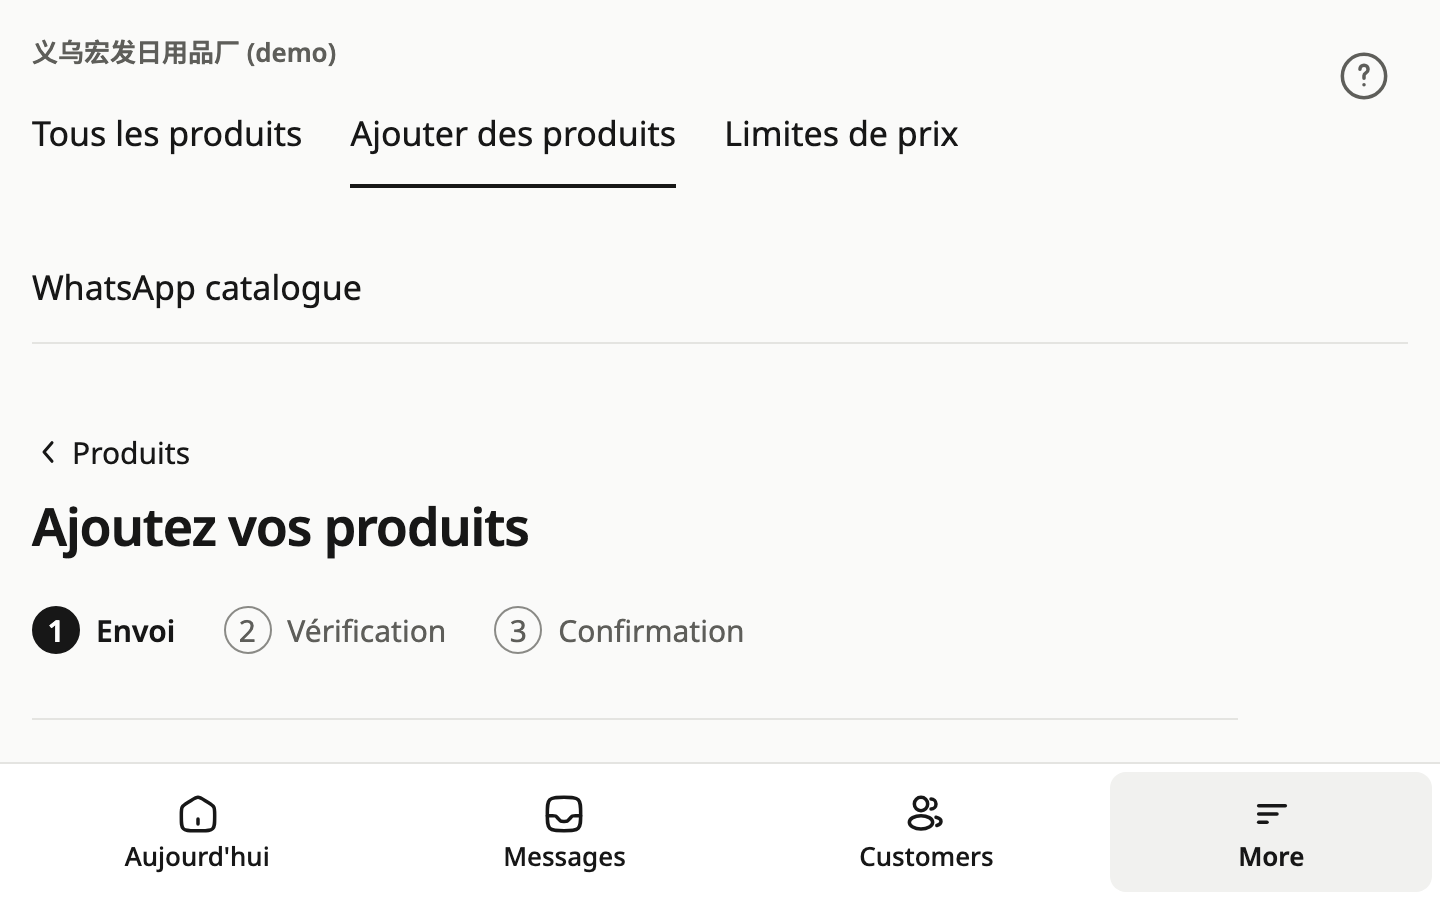 义乌宏发日用品厂 (demo)
?
Tous les produits Ajouter des produits Limites de prix
WhatsApp catalogue
Produits
Ajoutez vos produits
1 Envoi 2 Vérification 3 Confirmation
Aujourd'hui Messages Customers More